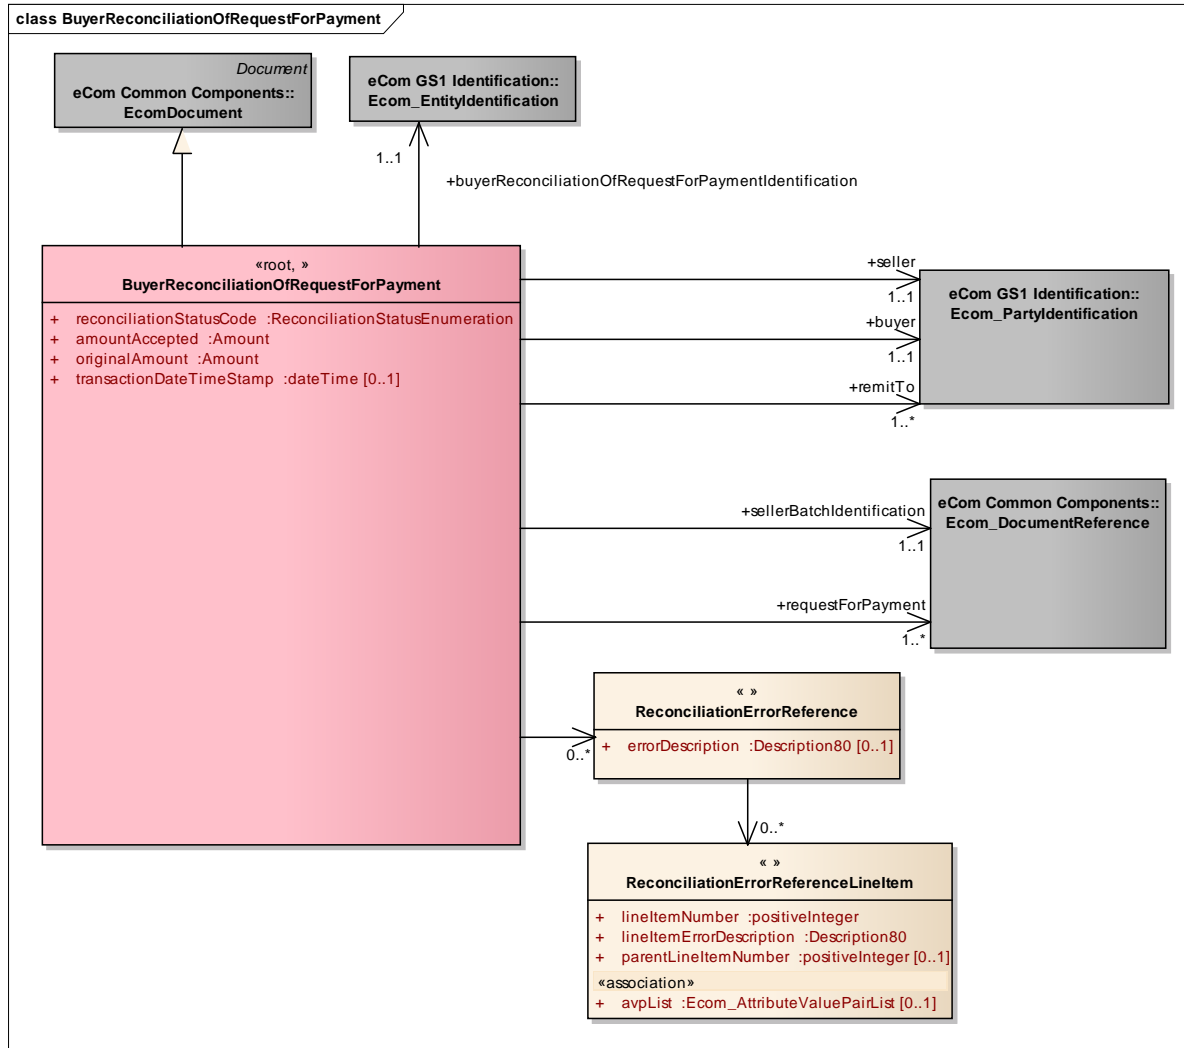 class BuyerReconciliationOfRequestForPayment
Document
eCom Common Components::
EcomDocument
eCom GS1 Identification::
Ecom_EntityIdentification
1..1
+buyerReconciliationOfRequestForPaymentIdentification
«root, »
BuyerReconciliationOfRequestForPayment
+ reconciliationStatusCode :ReconciliationStatusEnumeration
+ amountAccepted :Amount
+ originalAmount :Amount
+ transactionDateTimeStamp :dateTime [0..1]
+seller
1..1
+buyer
1..1
+remitTo
1..*
eCom GS1 Identification::
Ecom_PartyIdentification
+sellerBatchIdentification
1..1
+requestForPayment
1..*
eCom Common Components::
Ecom_DocumentReference
0..*
« »
ReconciliationErrorReference
+ errorDescription :Description80 [0..1]
0..*
« »
ReconciliationErrorReferenceLineItem
+ lineItemNumber :positiveInteger
+ lineItemErrorDescription :Description80
+ parentLineItemNumber :positiveInteger [0..1]
«association»
+ avpList :Ecom_AttributeValuePairList [0..1]